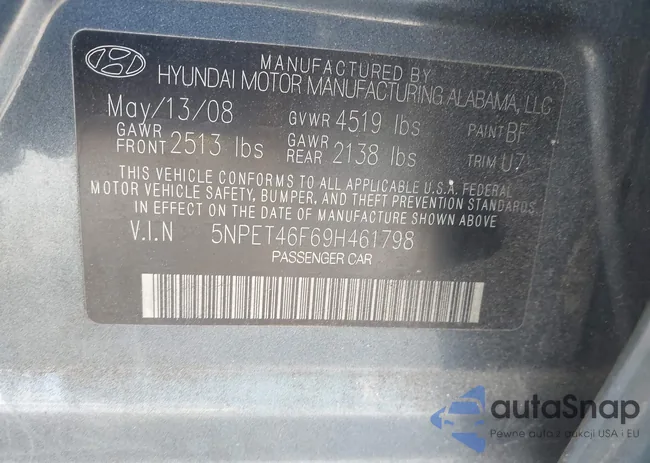 MANUFACTURED BY
HYUNDAI MOTOR MANUFACTURING ALABAMA, LLC
May/13/08 GVWR 4519 lbs PAINT BF
GAWR FRONT 2513 lbs GAWR REAR 2138 lbs TRIM U7
THIS VEHICLE CONFORMS TO ALL APPLICABLE U.S.A. FEDERAL
MOTOR VEHICLE SAFETY, BUMPER, AND THEFT PREVENTION STANDARDS
IN EFFECT ON THE DATE OF MANUFACTURE SHOWN ABOVE
V.I.N 5NPET46F69H461798
PASSENGER CAR
autaSnap
Pewne auta z aukcji USA i EU